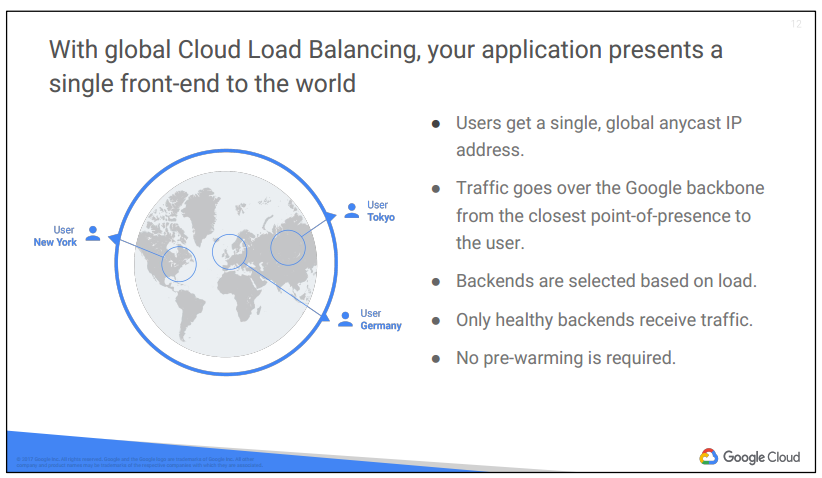 12
With global Cloud Load Balancing, your application presents a
single front-end to the world
● Users get a single, global anycast IP
address.
● Traffic goes over the Google backbone
from the closest point-of-presence to
the user.
● Backends are selected based on load.
● Only healthy backends receive traffic.
● No pre-warming is required.
User
Tokyo
User
New York
User
Germany
Google Cloud